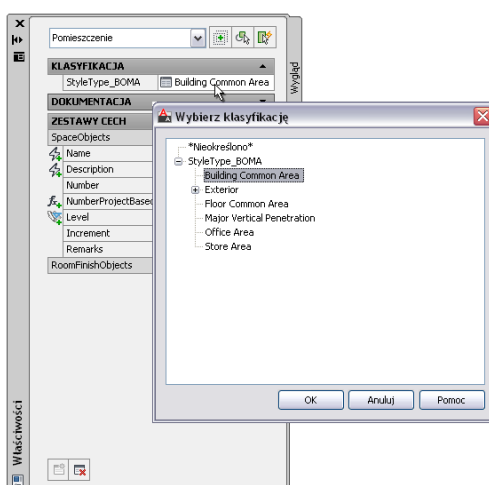 Pomieszczenie
KLASYFIKACJA
StyleType_BOMA Building Common Area
DOKUMENTACJA
ZESTAWY CECH
SpaceObjects
Name
Description
Number
NumberProjectBased
Level
Increment
Remarks
RoomFinishObjects
Wygląd
Właściwości
Wybierz klasyfikację
*Nieokreślono*
StyleType_BOMA
Building Common Area
Exterior
Floor Common Area
Major Vertical Penetration
Office Area
Store Area
OK Anuluj Pomoc